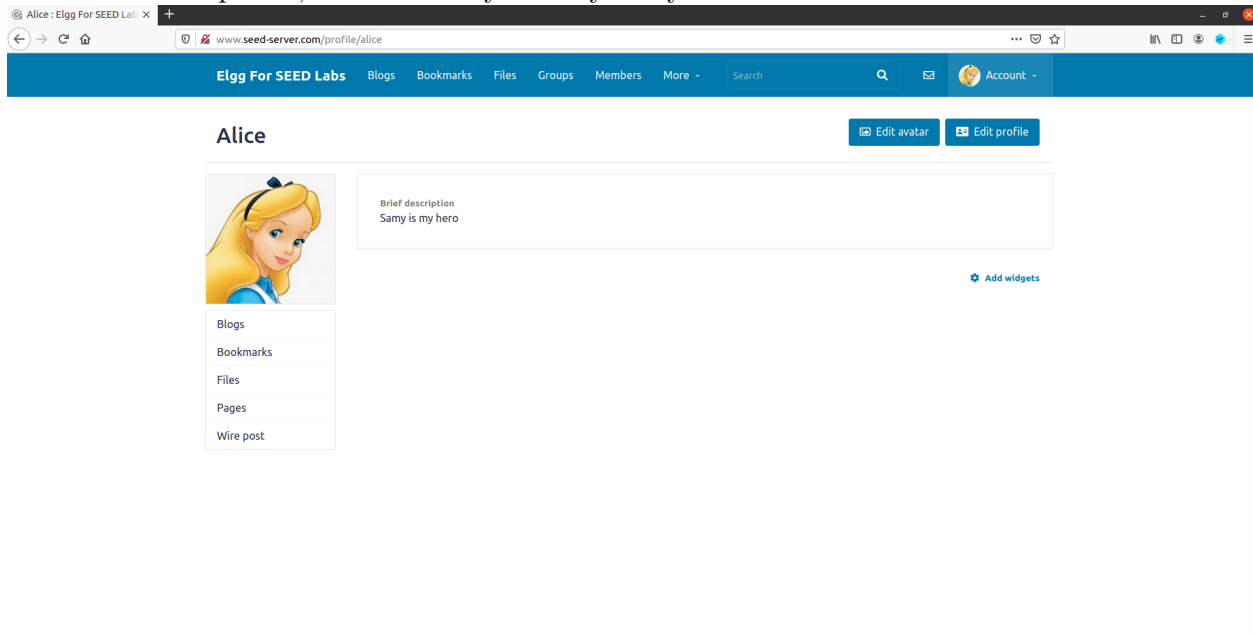 Alice : Elgg For SEED Lab
www.seed-server.com/profile/alice
Elgg For SEED Labs Blogs Bookmarks Files Groups Members More Search Account
Alice Edit avatar Edit profile
Brief description
Samy is my hero
Add widgets
Blogs
Bookmarks
Files
Pages
Wire post